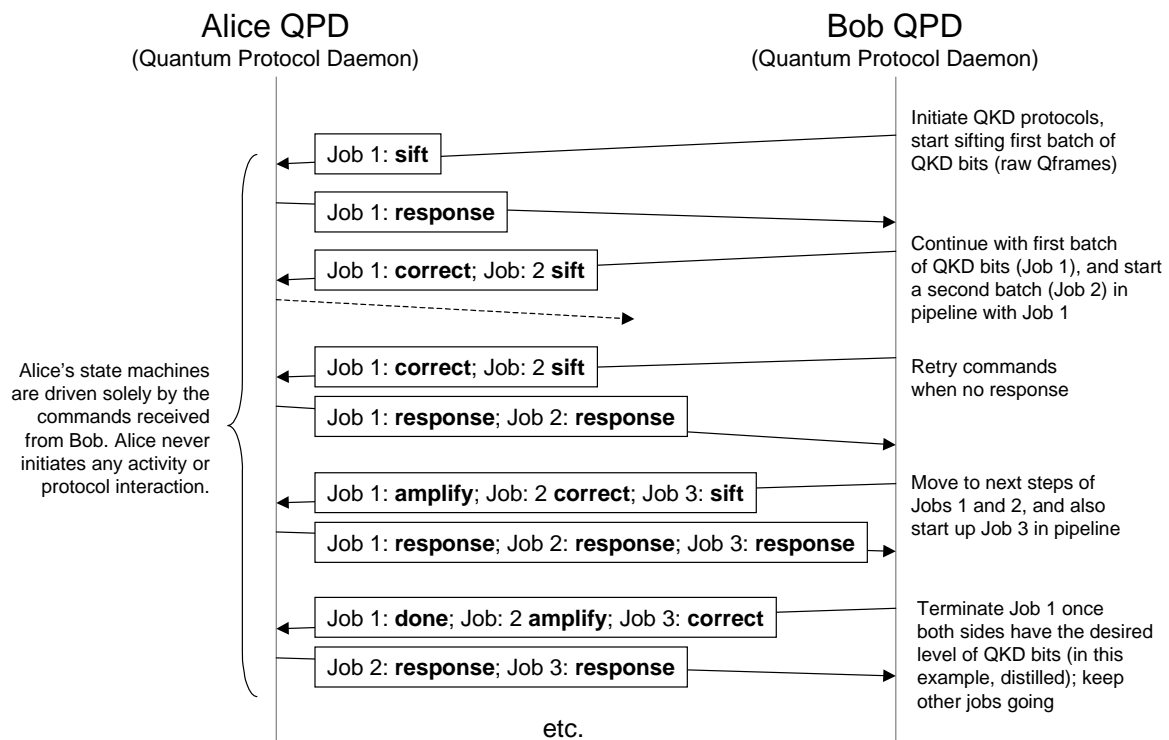 Alice QPD
(Quantum Protocol Daemon)
Bob QPD
(Quantum Protocol Daemon)
Initiate QKD protocols,
start sifting first batch of
QKD bits (raw Qframes)
Job 1: sift
Job 1: response
Continue with first batch
of QKD bits (Job 1), and start
a second batch (Job 2) in
pipeline with Job 1
Job 1: correct; Job: 2 sift
Alice’s state machines
are driven solely by the
commands received
from Bob. Alice never
initiates any activity or
protocol interaction.
Job 1: correct; Job: 2 sift
Retry commands
when no response
Job 1: response; Job 2: response
Job 1: amplify; Job: 2 correct; Job 3: sift
Move to next steps of
Jobs 1 and 2, and also
start up Job 3 in pipeline
Job 1: response; Job 2: response; Job 3: response
Job 1: done; Job: 2 amplify; Job 3: correct
Terminate Job 1 once
both sides have the desired
level of QKD bits (in this
example, distilled); keep
other jobs going
Job 2: response; Job 3: response
etc.